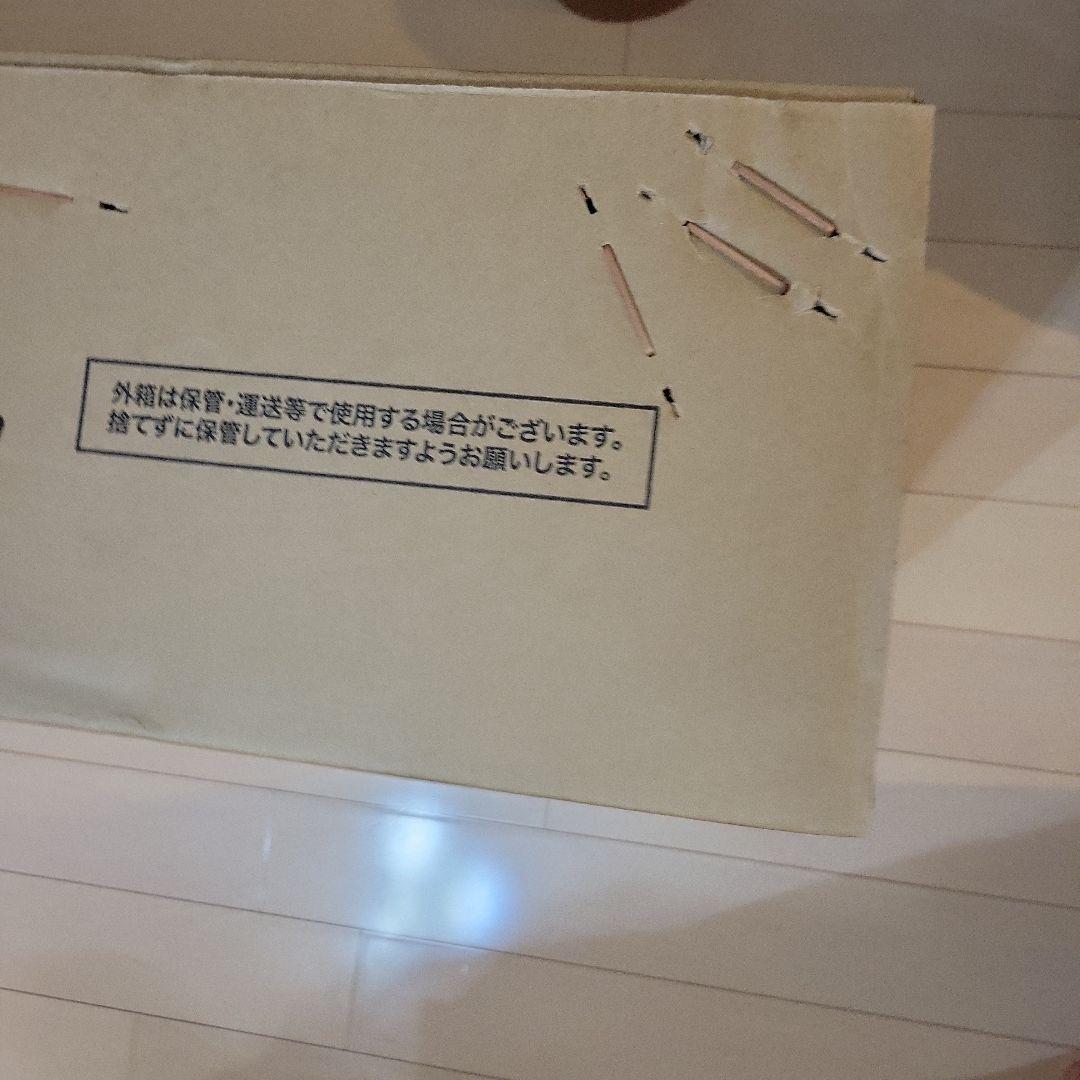 外箱は保管・運送等で使用する場合がございます。
捨てずに保管していただきますようお願いします。